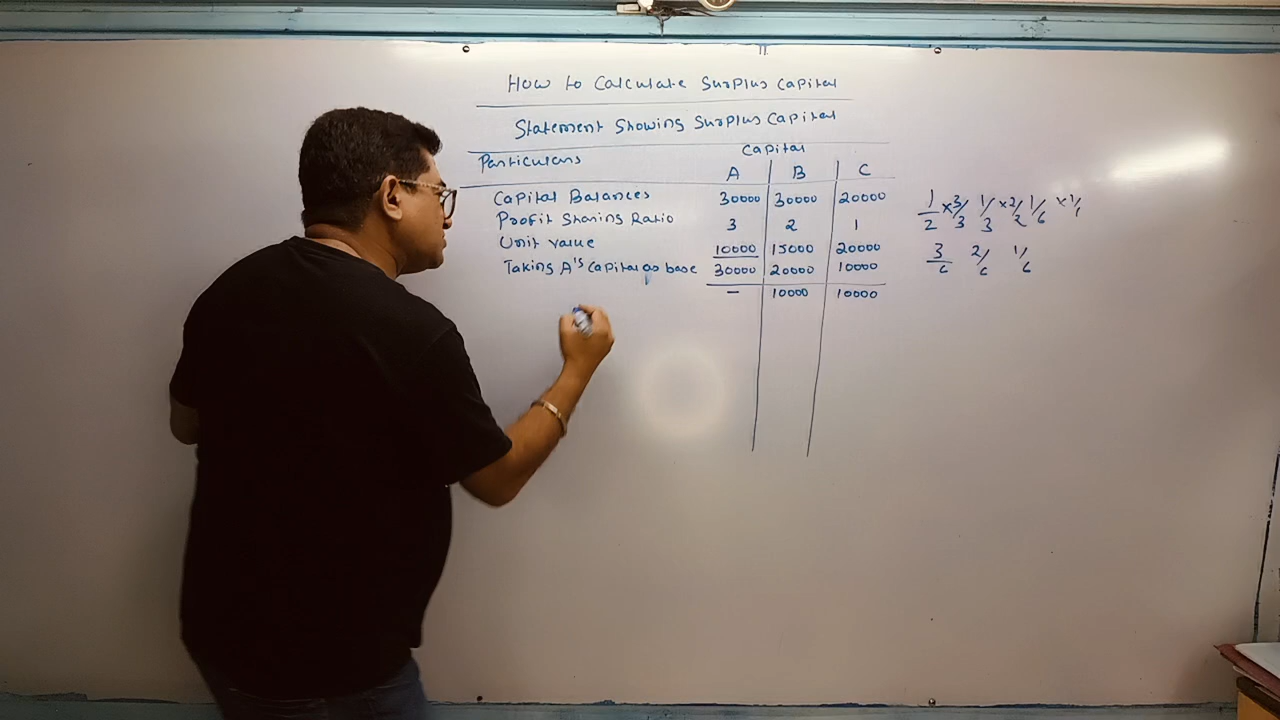 How to Calculate Surplus Capital
Statement Showing Surplus Capital
Particulars Capital
A B C
Capital Balances 30000 30000 20000
Profit Sharing Ratio 3 2 1
Unit Value 10000 15000 20000
Taking A's Capital as base 30000 20000 10000
— 10000 10000
1/2 × 3/3 1/3 × 2/2 1/6 × 1/1
3/6 2/6 1/6